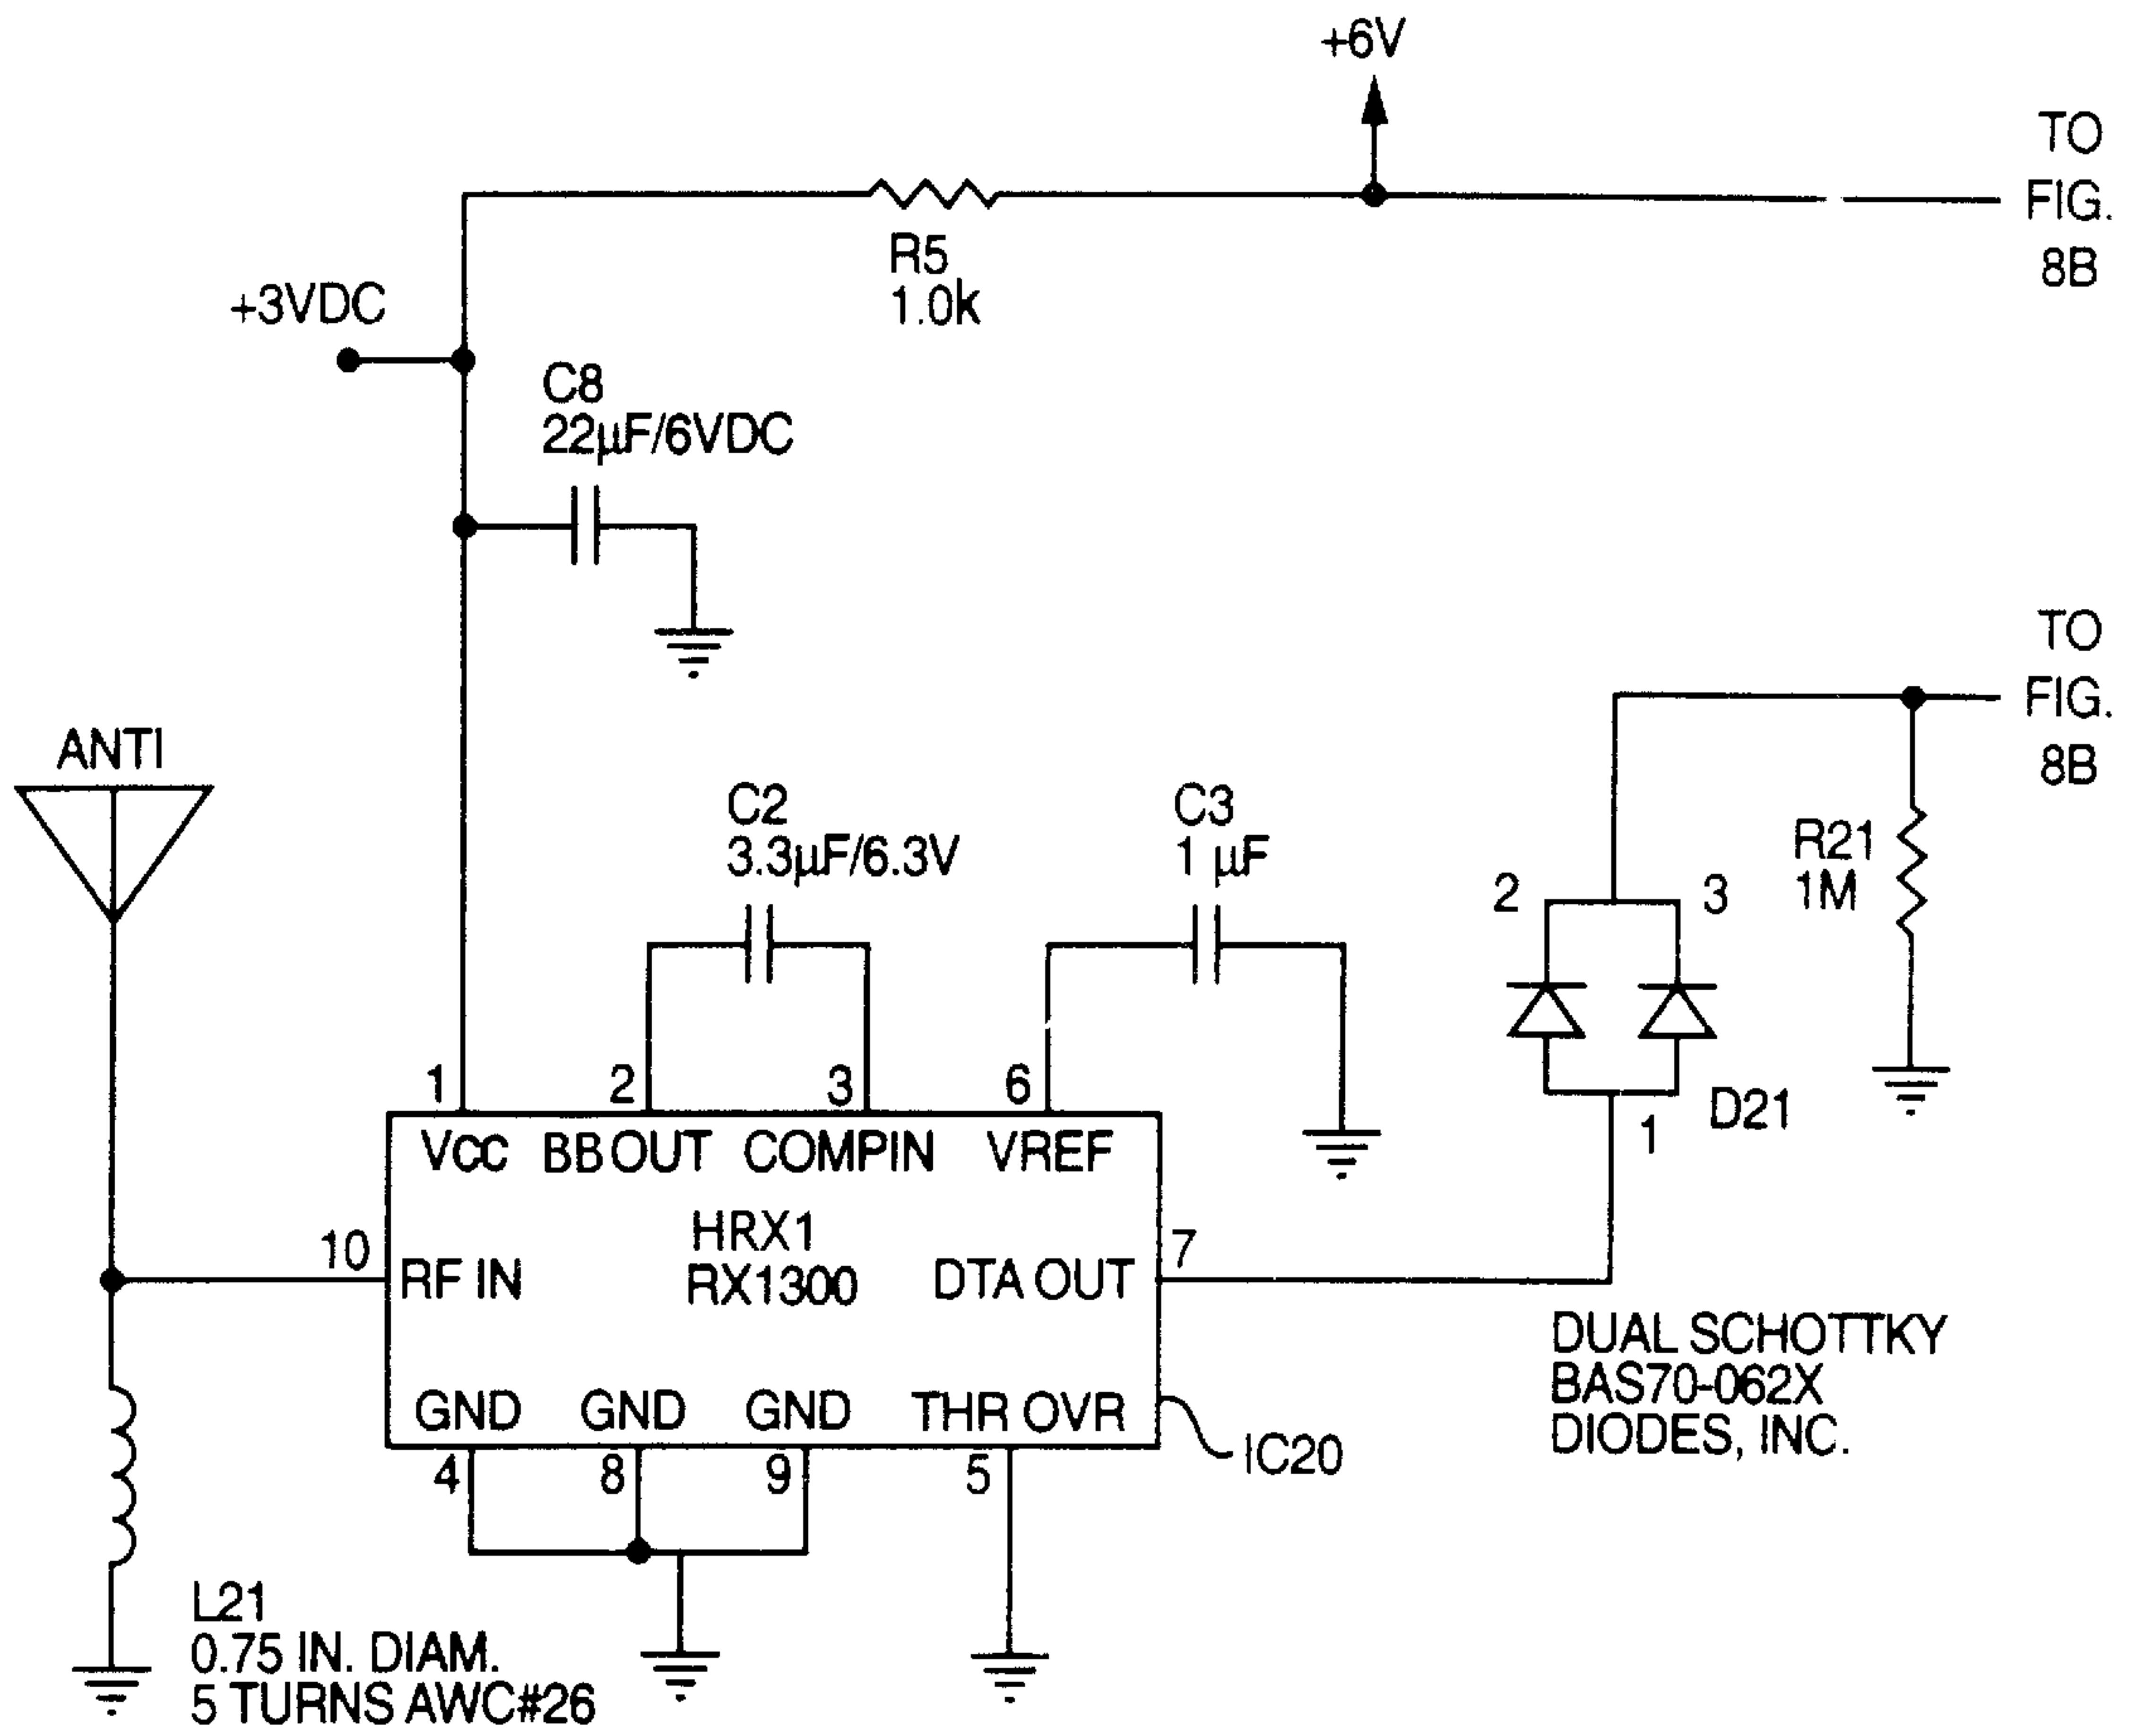 +6V
TO
FIG.
8B
R5
1.0k
+3VDC
C8
22µF/6VDC
TO
FIG.
8B
ANTI
C2
3.3µF/6.3V
C3
1 µF
R21
1M
2
3
1
2
3
6
D21
1
VCC
BB OUT
COMPIN
VREF
HRX1
RX1300
10
RF IN
DTA OUT
7
DUAL SCHOTTKY
BAS70-062X
DIODES, INC.
GND
GND
GND
THR OVR
IC20
4
8
9
5
L21
0.75 IN. DIAM.
5 TURNS AWC#26